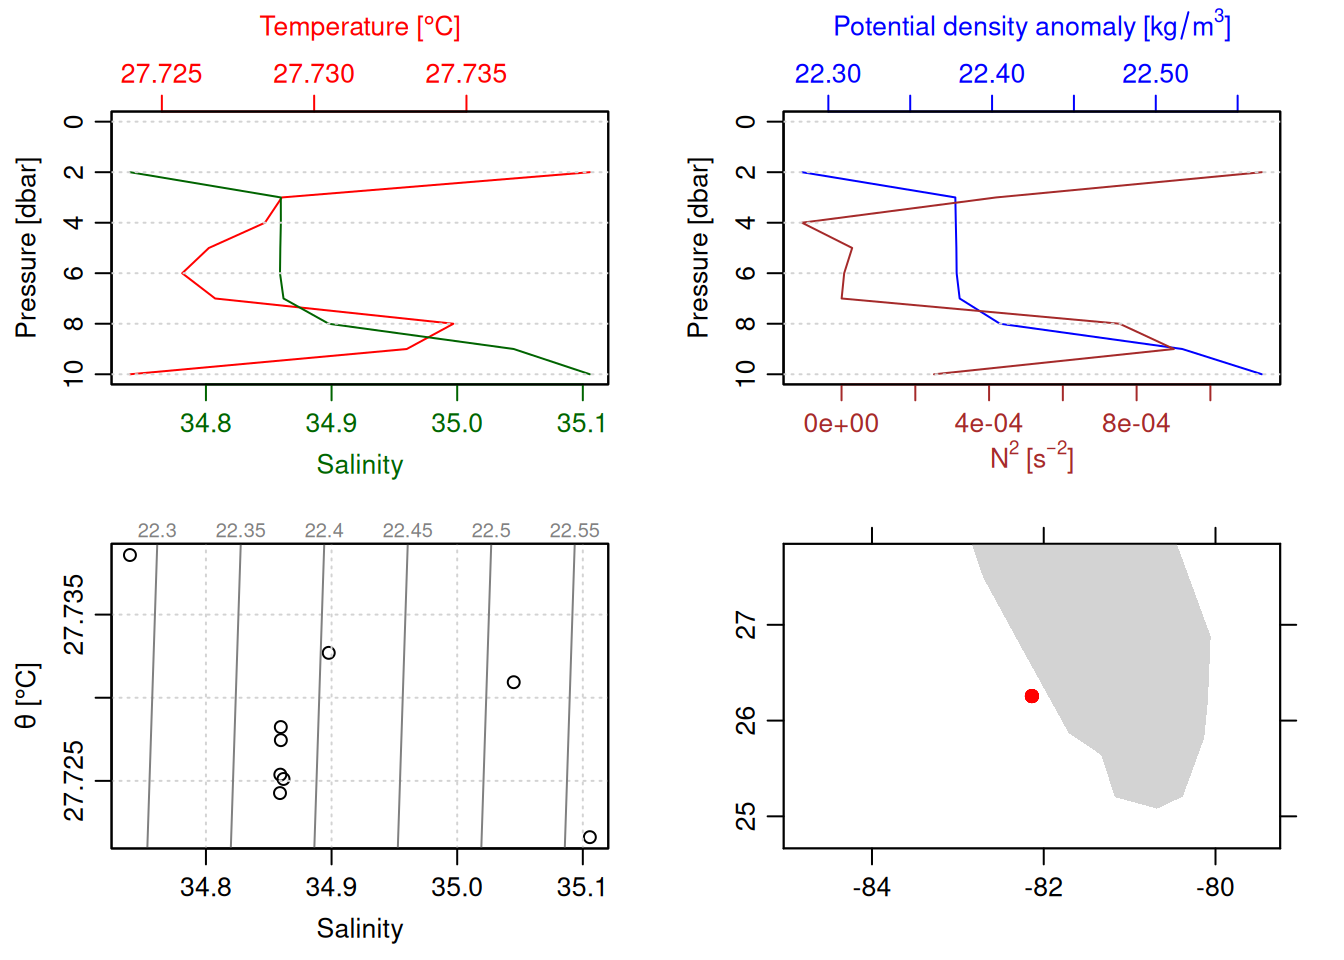 Temperature [°C]
27.725 27.730 27.735
0
2
4
6
8
10
Pressure [dbar]
34.8 34.9 35.0 35.1
Salinity
Potential density anomaly [kg/m³]
22.30 22.40 22.50
0
2
4
6
8
10
Pressure [dbar]
0e+00 4e-04 8e-04
N² [s⁻²]
22.3 22.35 22.4 22.45 22.5 22.55
27.735
27.725
θ [°C]
34.8 34.9 35.0 35.1
Salinity
27
26
25
-84 -82 -80